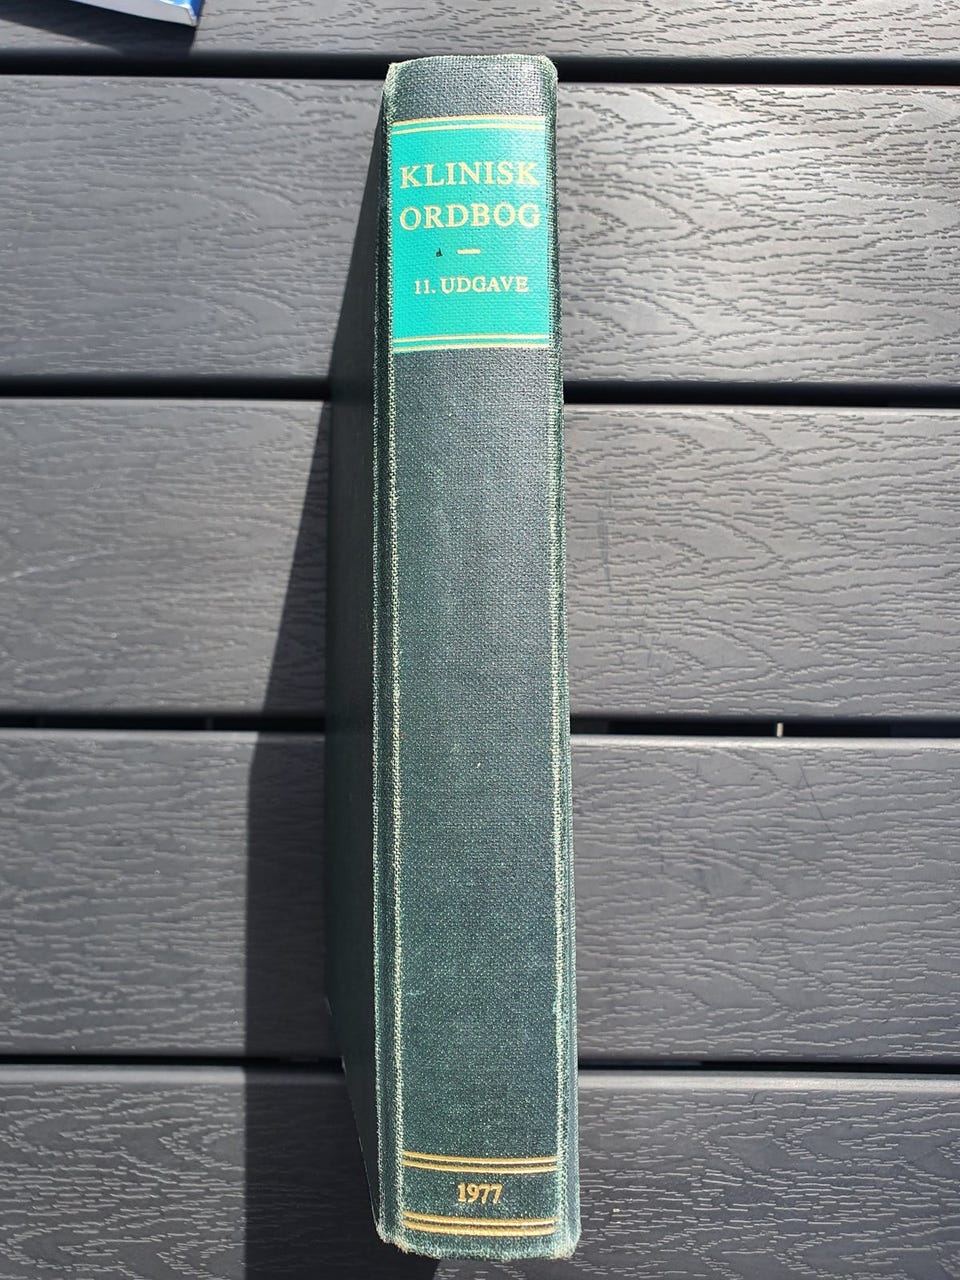 KLINISK
ORDBOG
—
11. UDGAVE
1977